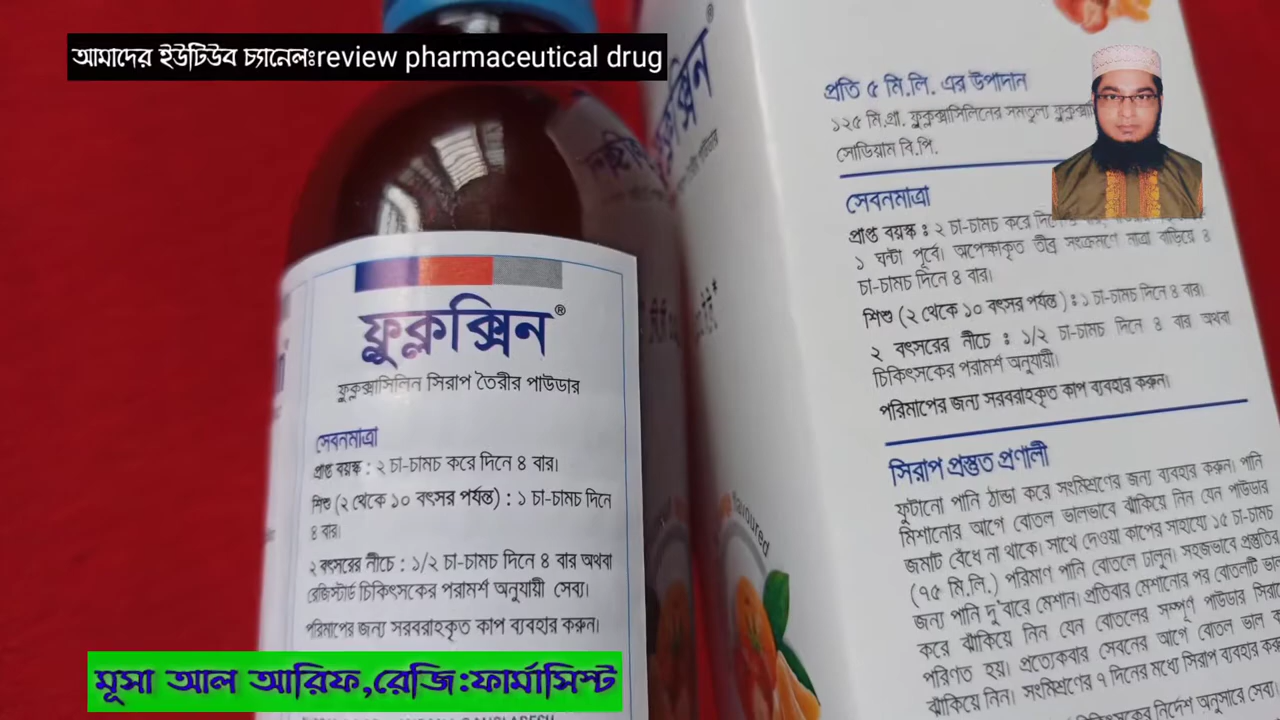 আমাদের ইউটিউব চ্যানেলঃreview pharmaceutical drug
ফ্লুক্লক্সিন®
ফ্লুক্লক্সাসিলিন সিরাপ তৈরীর পাউডার
সেবনমাত্রা
প্রাপ্ত বয়স্ক : ২ চা-চামচ করে দিনে ৪ বার।
শিশু (২ থেকে ১০ বৎসর পর্যন্ত) : ১ চা-চামচ দিনে
৪ বার।
২ বৎসরের নীচে : ১/২ চা-চামচ দিনে ৪ বার অথবা
রেজিস্টার্ড চিকিৎসকের পরামর্শ অনুযায়ী সেব্য।
পরিমাপের জন্য সরবরাহকৃত কাপ ব্যবহার করুন।
মূসা আল আরিফ,রেজি:ফার্মাসিস্ট
flavoured
প্রতি ৫ মি.লি. এর উপাদান
১২৫ মি.গ্রা. ফ্লুক্লক্সাসিলিনের সমতুল্য
সোডিয়াম বি.পি.
সেবনমাত্রা
প্রাপ্ত বয়স্ক : ২ চা-চামচ করে
১ ঘন্টা পূর্বে। অপেক্ষাকৃত তীব্র সংক্রমণে মাত্রা বাড়িয়ে ৪
চা-চামচ দিনে ৪ বার।
শিশু (২ থেকে ১০ বৎসর পর্যন্ত) : ১ চা-চামচ দিনে ৪ বার।
২ বৎসরের নীচে : ১/২ চা-চামচ দিনে ৪ বার অথবা
চিকিৎসকের পরামর্শ অনুযায়ী।
পরিমাপের জন্য সরবরাহকৃত কাপ ব্যবহার করুন।
সিরাপ প্রস্তুত প্রণালী
ফুটানো পানি ঠান্ডা করে সংমিশ্রণের জন্য ব্যবহার করুন। পানি
মিশানোর আগে বোতল ভালভাবে ঝাঁকিয়ে নিন যেন পাউডার
জমাট বেঁধে না থাকে। সাথে দেওয়া কাপের সাহায্যে ১৫ চা-চামচ
(৭৫ মি.লি.) পরিমাণ পানি বোতলে ঢালুন। সহজভাবে প্রস্তুতির
জন্য পানি দু'বারে মেশান। প্রতিবার মেশানোর পর বোতলটি
করে ঝাঁকিয়ে নিন যেন বোতলের সম্পূর্ণ পাউডার
পরিণত হয়। প্রত্যেকবার সেবনের আগে বোতল ভাল
ঝাঁকিয়ে নিন। সংমিশ্রণের ৭ দিনের মধ্যে সিরাপ ব্যবহার
নির্দেশ অনুসারে সেব্য